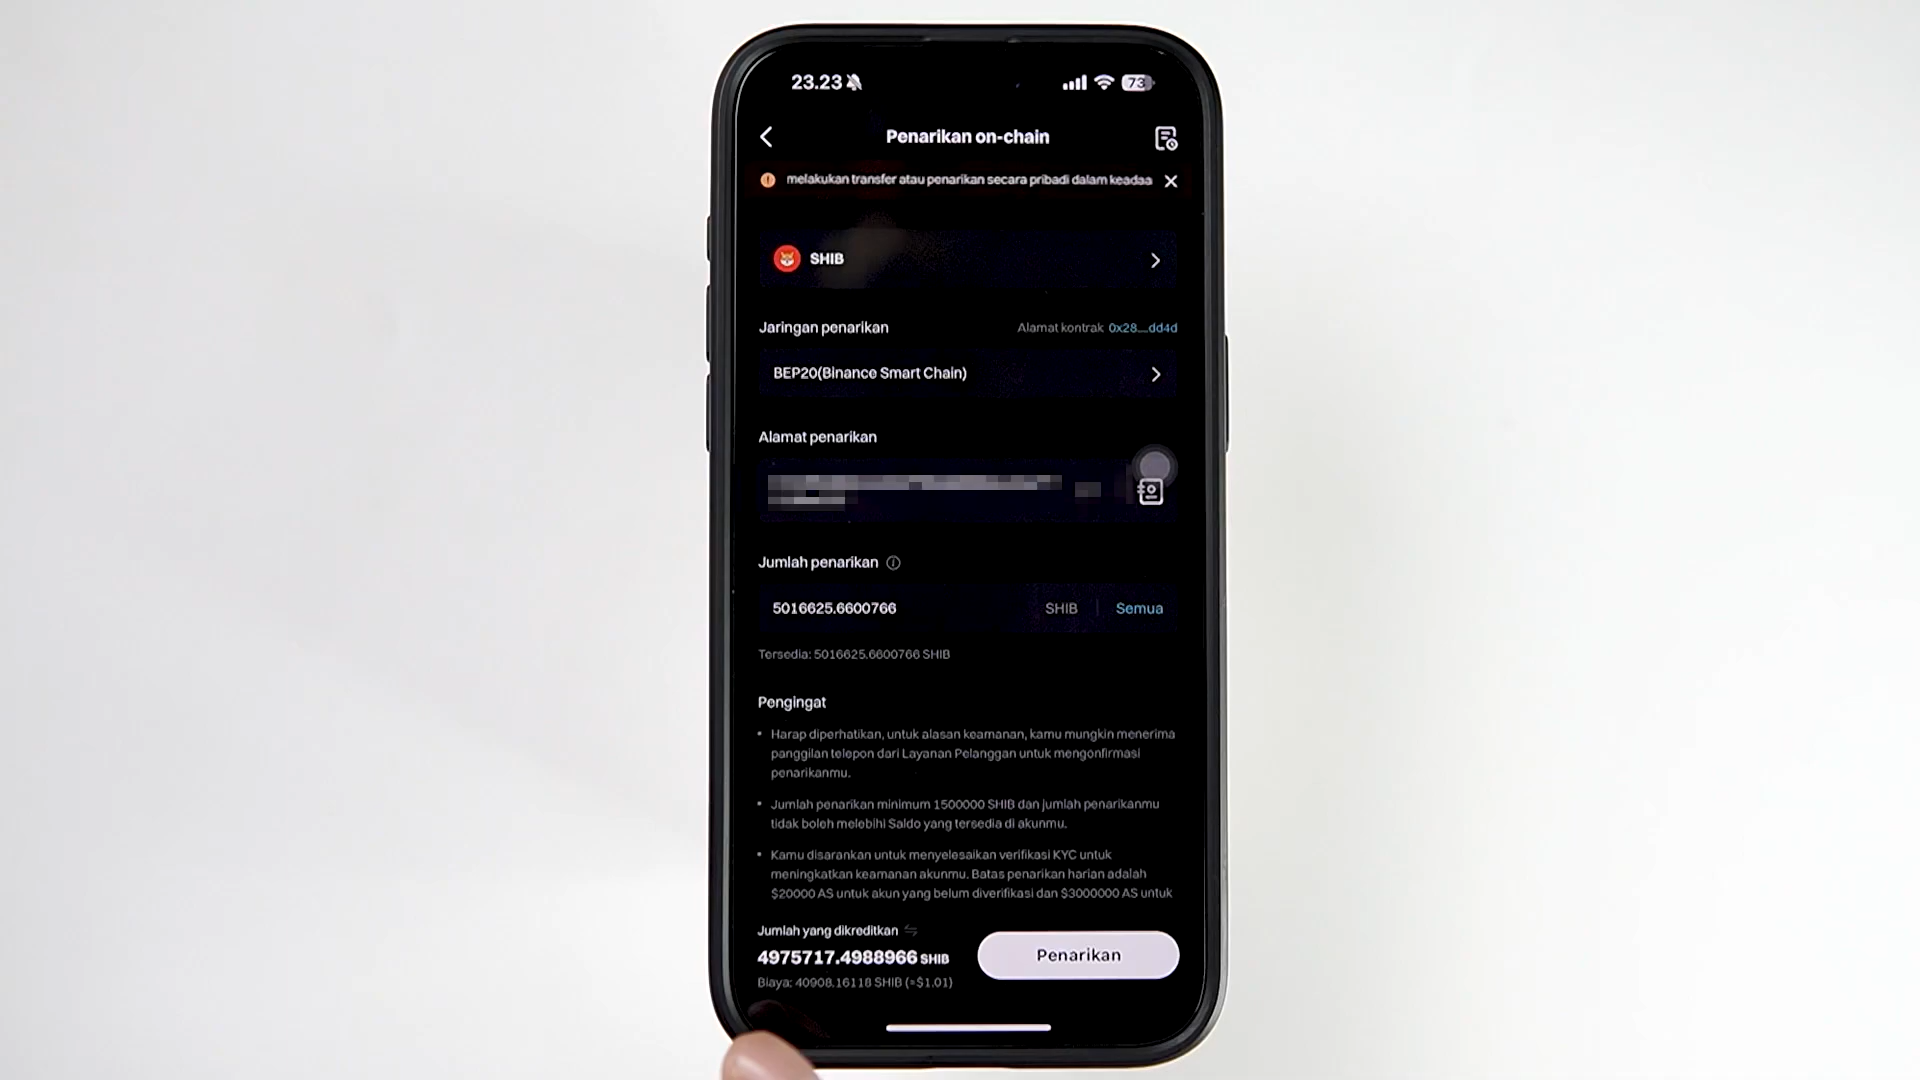 23.23
73
Penarikan on-chain
melakukan transfer atau penarikan secara pribadi dalam keadaa
SHIB
Jaringan penarikan
Alamat kontrak 0x28...dd4d
BEP20(Binance Smart Chain)
Alamat penarikan
Jumlah penarikan
5016625.6600766
SHIB
Semua
Tersedia: 5016625.6600766 SHIB
Pengingat
• Harap diperhatikan, untuk alasan keamanan, kamu mungkin menerima
panggilan telepon dari Layanan Pelanggan untuk mengonfirmasi
penarikanmu.
• Jumlah penarikan minimum 1500000 SHIB dan jumlah penarikanmu
tidak boleh melebihi Saldo yang tersedia di akunmu.
• Kamu disarankan untuk menyelesaikan verifikasi KYC untuk
meningkatkan keamanan akunmu. Batas penarikan harian adalah
$20000 AS untuk akun yang belum diverifikasi dan $3000000 AS untuk
Jumlah yang dikreditkan
4975717.4988966 SHIB
Biaya: 40908.16118 SHIB (≈$1.01)
Penarikan